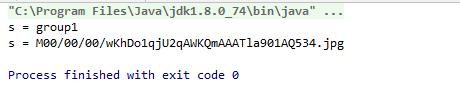 "C:\Program Files\Java\jdk1.8.0_74\bin\java" ...
s = group1
s = M00/00/00/wKhDo1qjU2qAWKQmAAATla901AQ534.jpg
Process finished with exit code 0